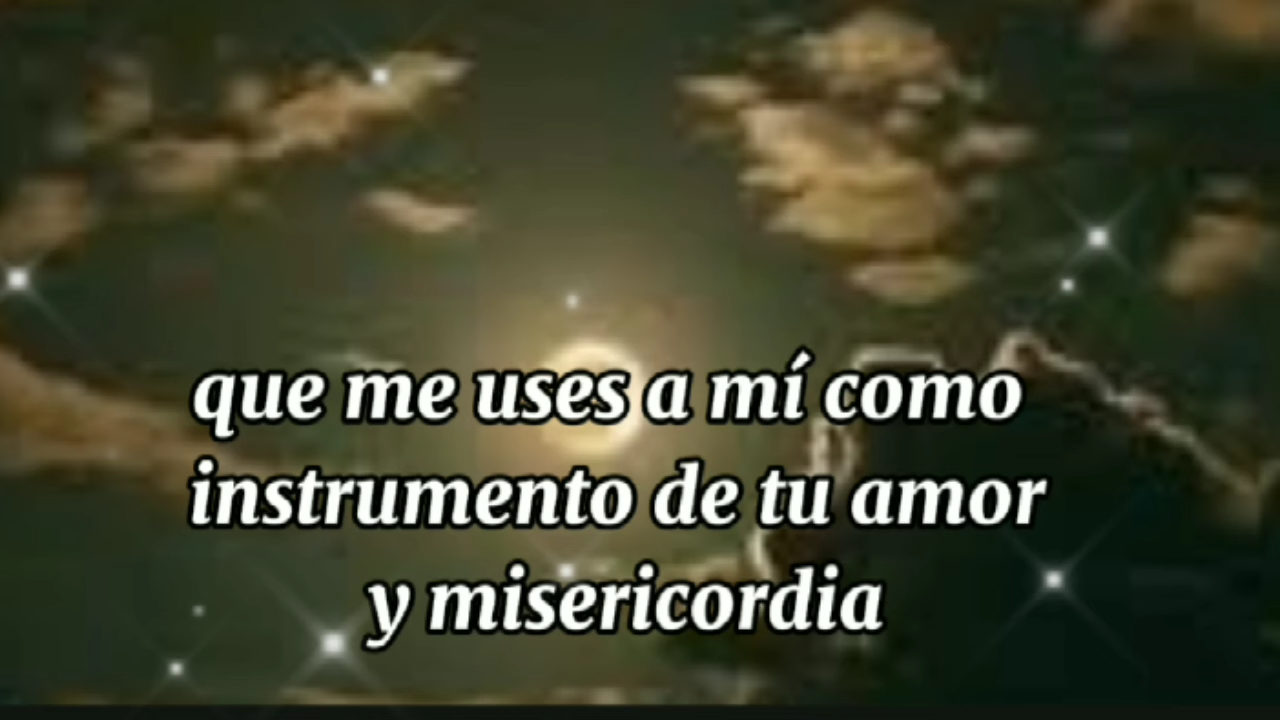 que me uses a mí como
instrumento de tu amor
y misericordia